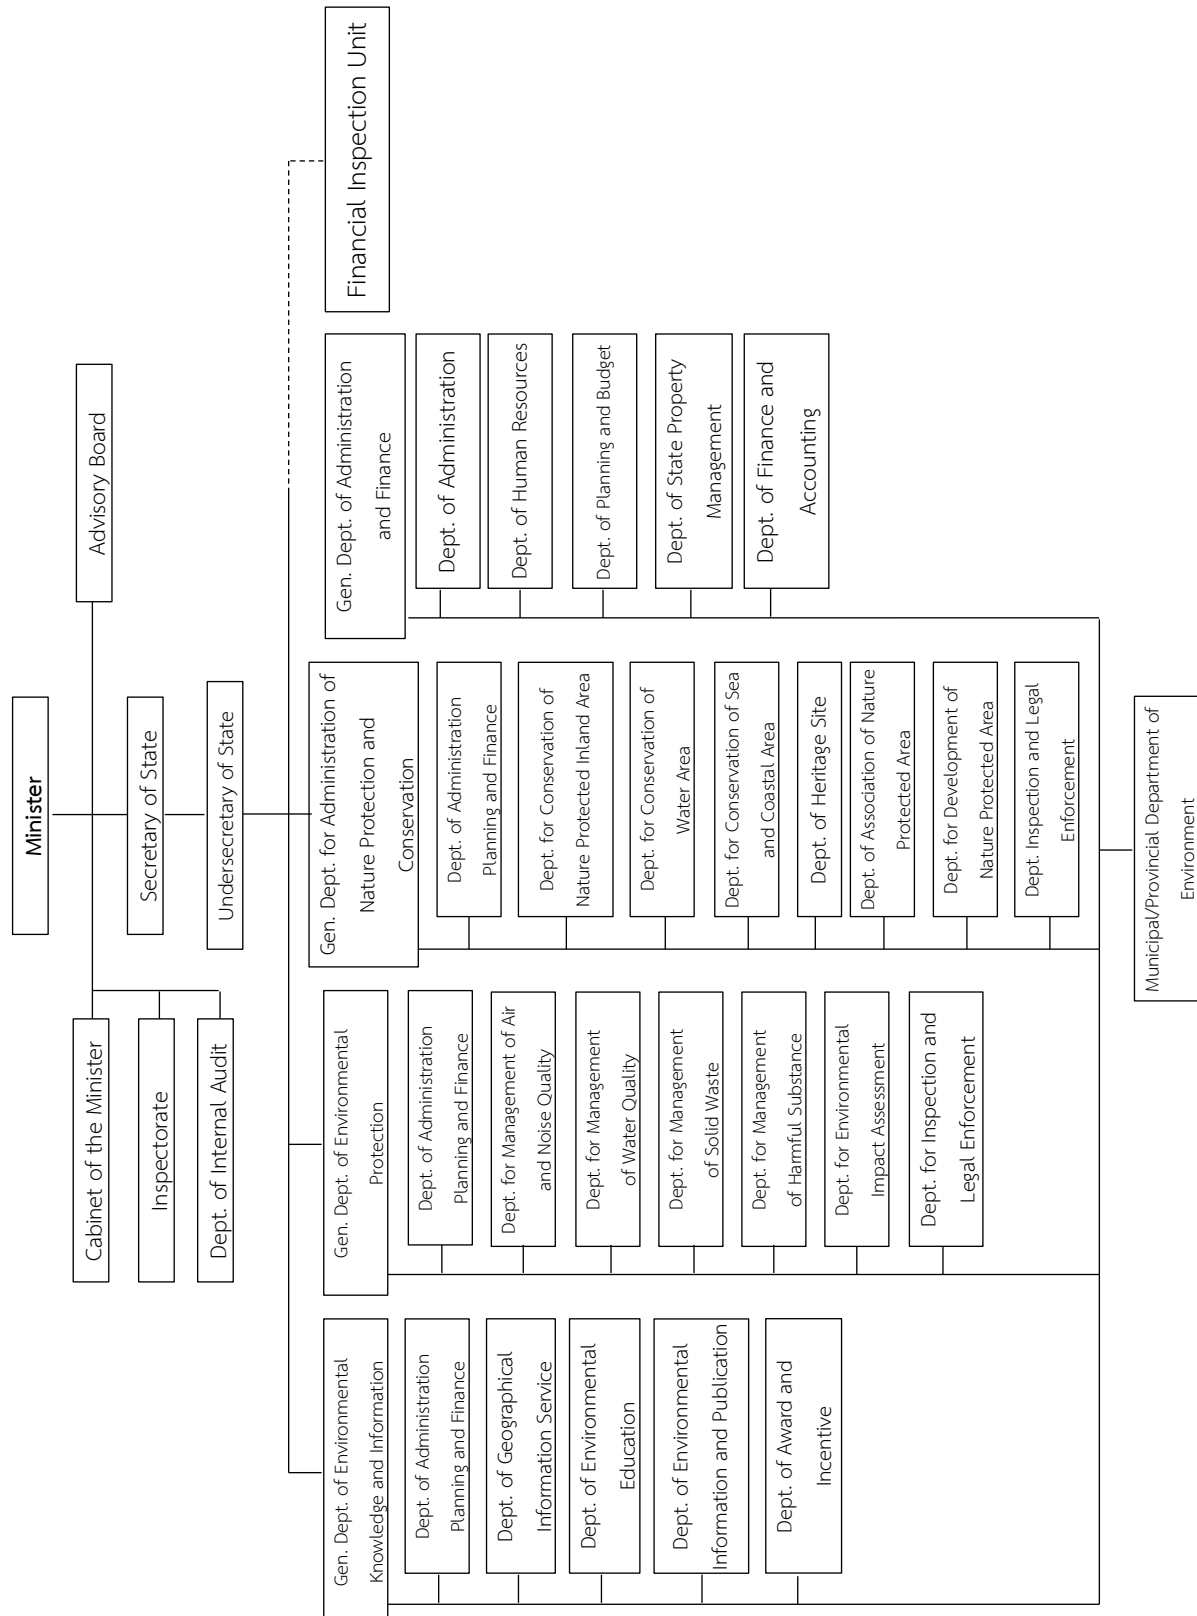 Minister
Advisory Board
Cabinet of the Minister
Inspectorate
Dept. of Internal Audit
Secretary of State
Undersecretary of State
Gen. Dept. of Environmental
Knowledge and Information
Dept. of Administration
Planning and Finance
Dept. of Geographical
Information Service
Dept. of Environmental
Education
Dept. of Environmental
Information and Publication
Dept. of Award and
Incentive
Gen. Dept. of Environmental
Protection
Dept. of Administration
Planning and Finance
Dept. for Management of Air
and Noise Quality
Dept. for Management
of Water Quality
Dept. for Management
of Solid Waste
Dept. for Management
of Harmful Substance
Dept. for Environmental
Impact Assessment
Dept. for Inspection and
Legal Enforcement
Gen. Dept. for Administration of
Nature Protection and
Conservation
Dept. of Administration
Planning and Finance
Dept. for Conservation of
Nature Protected Inland Area
Dept. for Conservation of
Water Area
Dept. for Conservation of Sea
and Coastal Area
Dept. of Heritage Site
Dept. of Association of Nature
Protected Area
Dept. for Development of
Nature Protected Area
Dept. Inspection and Legal
Enforcement
Gen. Dept. of Administration
and Finance
Dept. of Administration
Dept. of Human Resources
Dept. of Planning and Budget
Dept. of State Property
Management
Dept. of Finance and
Accounting
Financial Inspection Unit
Municipal/Provincial Department of
Environment